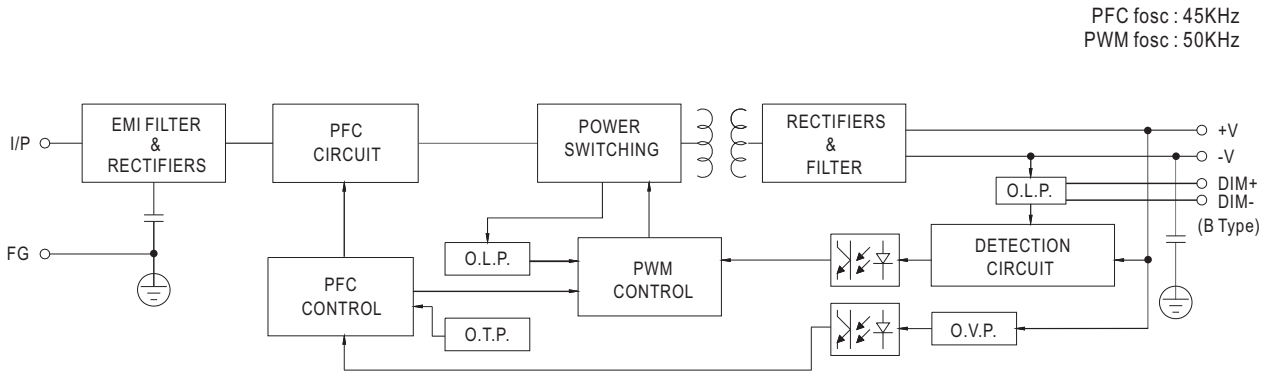 PFC fosc : 45KHz
PWM fosc : 50KHz
I/P
EMI FILTER
&
RECTIFIERS
PFC
CIRCUIT
POWER
SWITCHING
RECTIFIERS
&
FILTER
+V
-V
DIM+
DIM-
(B Type)
O.L.P.
FG
O.L.P.
PFC
CONTROL
PWM
CONTROL
DETECTION
CIRCUIT
O.T.P.
O.V.P.